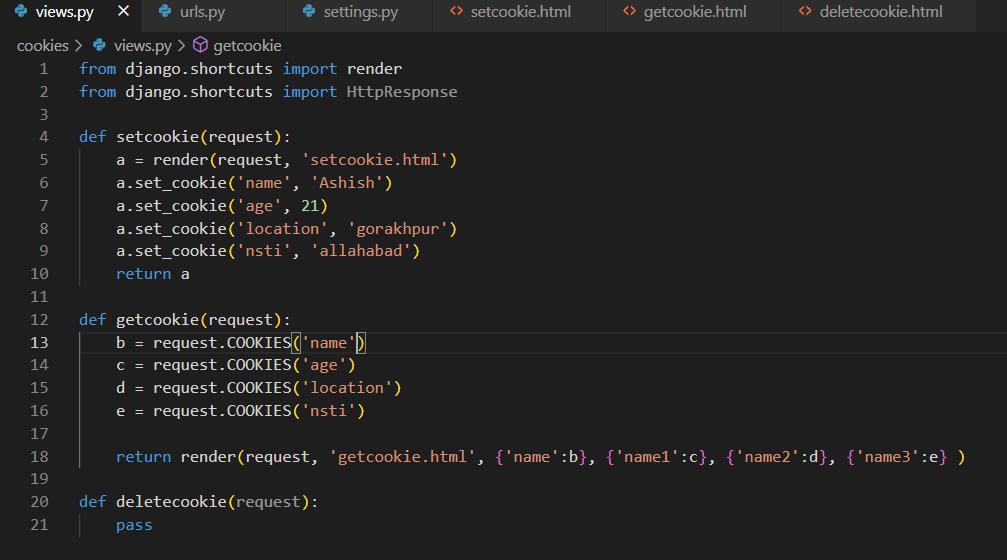 views.py × urls.py settings.py <> setcookie.html <> getcookie.html <> deletecookie.html
cookies > views.py > getcookie
1 from django.shortcuts import render
2 from django.shortcuts import HttpResponse
3
4 def setcookie(request):
5     a = render(request, 'setcookie.html')
6     a.set_cookie('name', 'Ashish')
7     a.set_cookie('age', 21)
8     a.set_cookie('location', 'gorakhpur')
9     a.set_cookie('nsti', 'allahabad')
10     return a
11
12 def getcookie(request):
13     b = request.COOKIES('name')
14     c = request.COOKIES('age')
15     d = request.COOKIES('location')
16     e = request.COOKIES('nsti')
17
18     return render(request, 'getcookie.html', {'name':b}, {'name1':c}, {'name2':d}, {'name3':e} )
19
20 def deletecookie(request):
21     pass